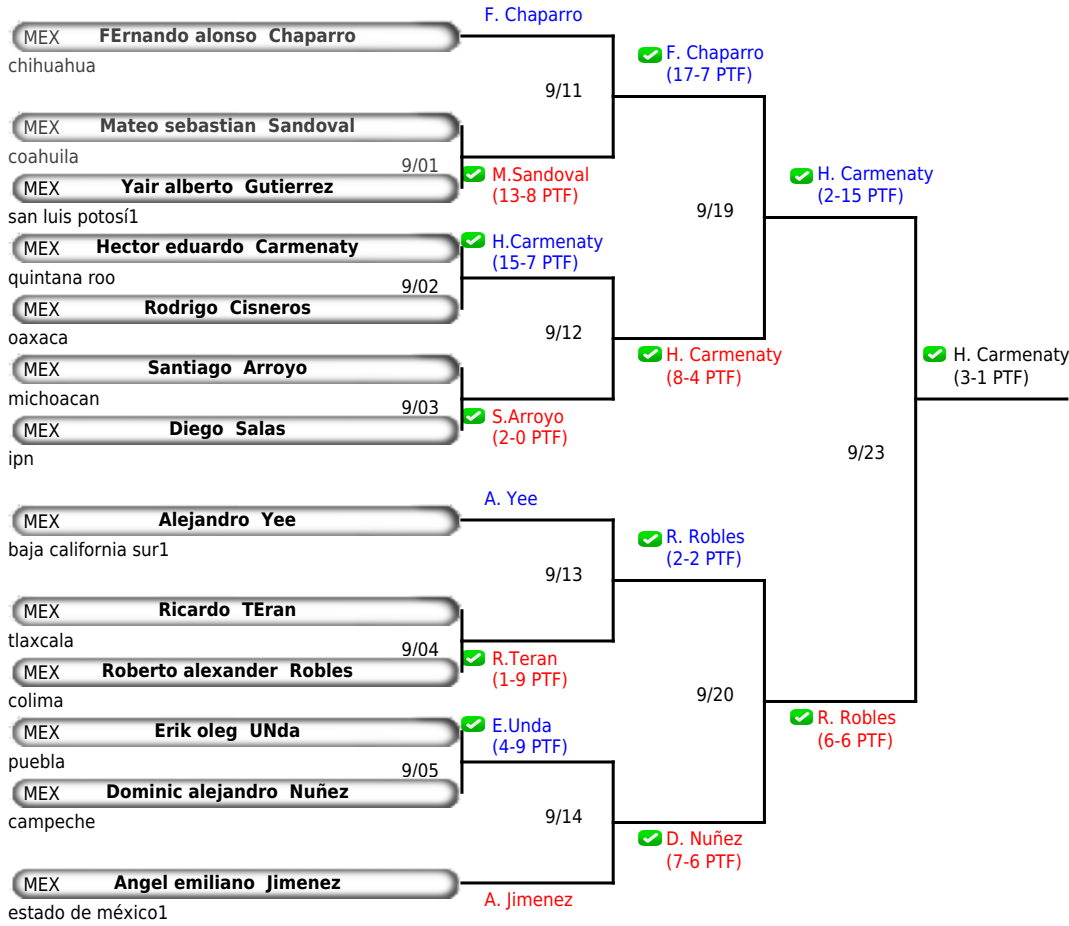 F. Chaparro
MEX FErnando alonso Chaparro
chihuahua
F. Chaparro
(17-7 PTF)
9/11
MEX Mateo sebastian Sandoval
coahuila
9/01
M.Sandoval
(13-8 PTF)
MEX Yair alberto Gutierrez
san luis potosí1
H. Carmenaty
(2-15 PTF)
9/19
MEX Hector eduardo Carmenaty
quintana roo
H.Carmenaty
(15-7 PTF)
9/02
MEX Rodrigo Cisneros
oaxaca
9/12
H. Carmenaty
(8-4 PTF)
H. Carmenaty
(3-1 PTF)
MEX Santiago Arroyo
michoacan
9/03
S.Arroyo
(2-0 PTF)
MEX Diego Salas
ipn
9/23
A. Yee
MEX Alejandro Yee
baja california sur1
R. Robles
(2-2 PTF)
9/13
MEX Ricardo TEran
tlaxcala
9/04
R.Teran
(1-9 PTF)
MEX Roberto alexander Robles
colima
9/20
R. Robles
(6-6 PTF)
MEX Erik oleg UNda
puebla
E.Unda
(4-9 PTF)
9/05
MEX Dominic alejandro Nuñez
campeche
9/14
D. Nuñez
(7-6 PTF)
MEX Angel emiliano Jimenez
estado de méxico1
A. Jimenez